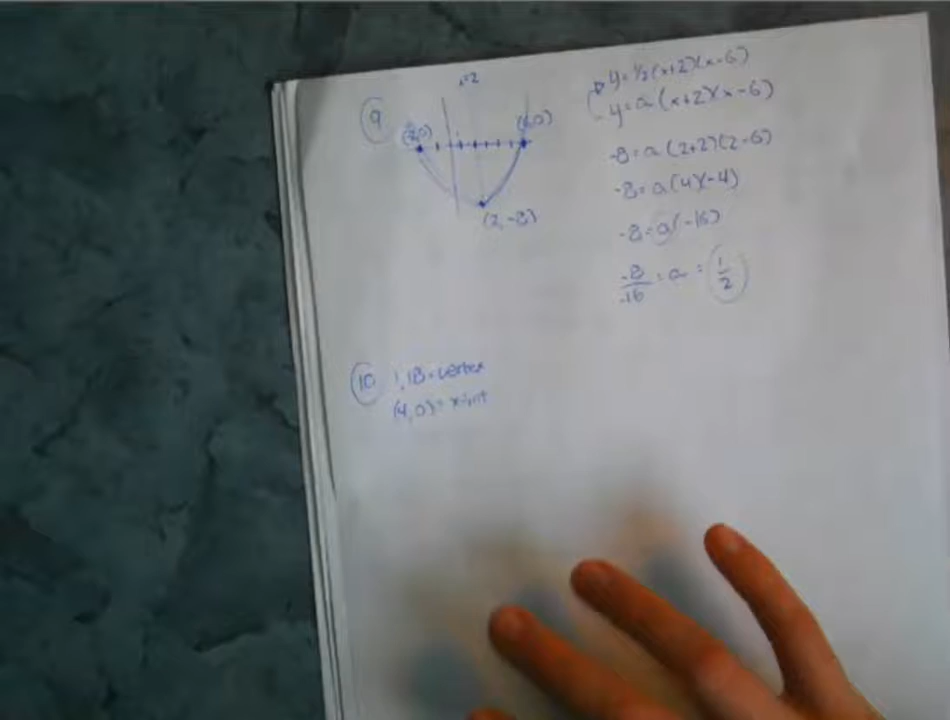 9
x=2
(-2,0)
(6,0)
(2,-8)
y=1/2(x+2)(x-6)
y=a(x+2)(x-6)
-8=a(2+2)(2-6)
-8=a(4)(-4)
-8=a(-16)
-8/-16=a=1/2
10 1,18=vertex
(4,0)=x-int